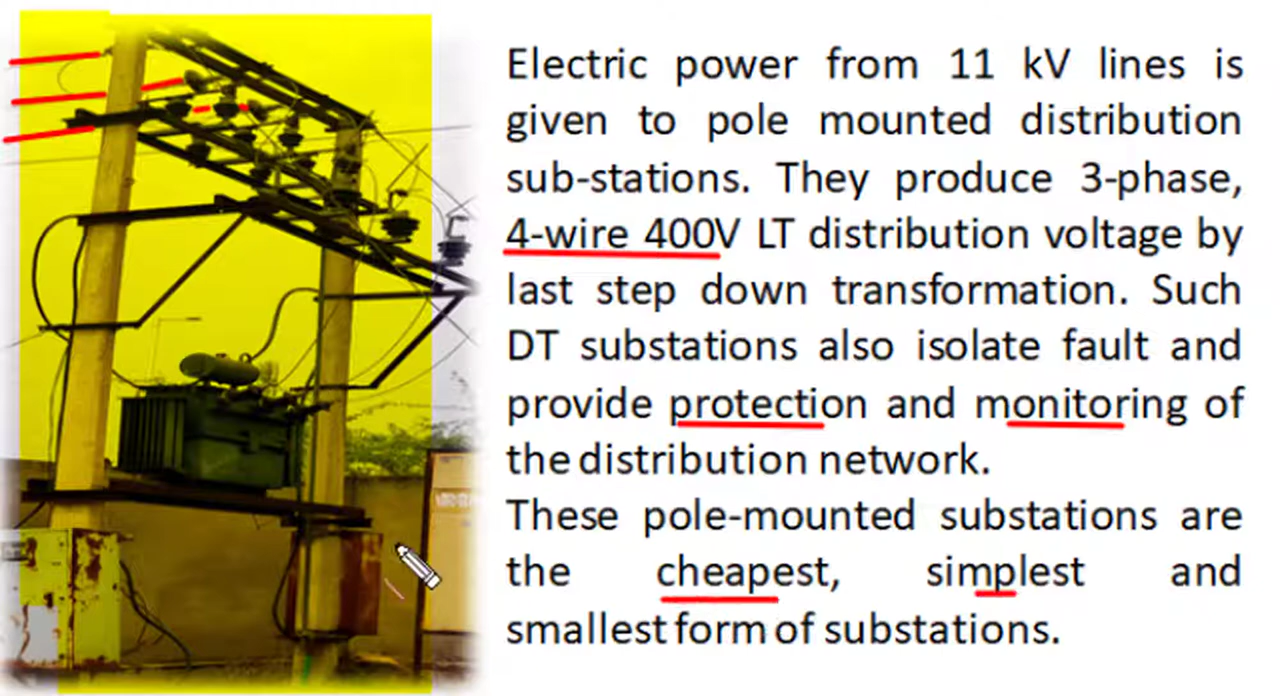 Electric power from 11 kV lines is
given to pole mounted distribution
sub-stations. They produce 3-phase,
4-wire 400V LT distribution voltage by
last step down transformation. Such
DT substations also isolate fault and
provide protection and monitoring of
the distribution network.
These pole-mounted substations are
the cheapest, simplest and
smallest form of substations.